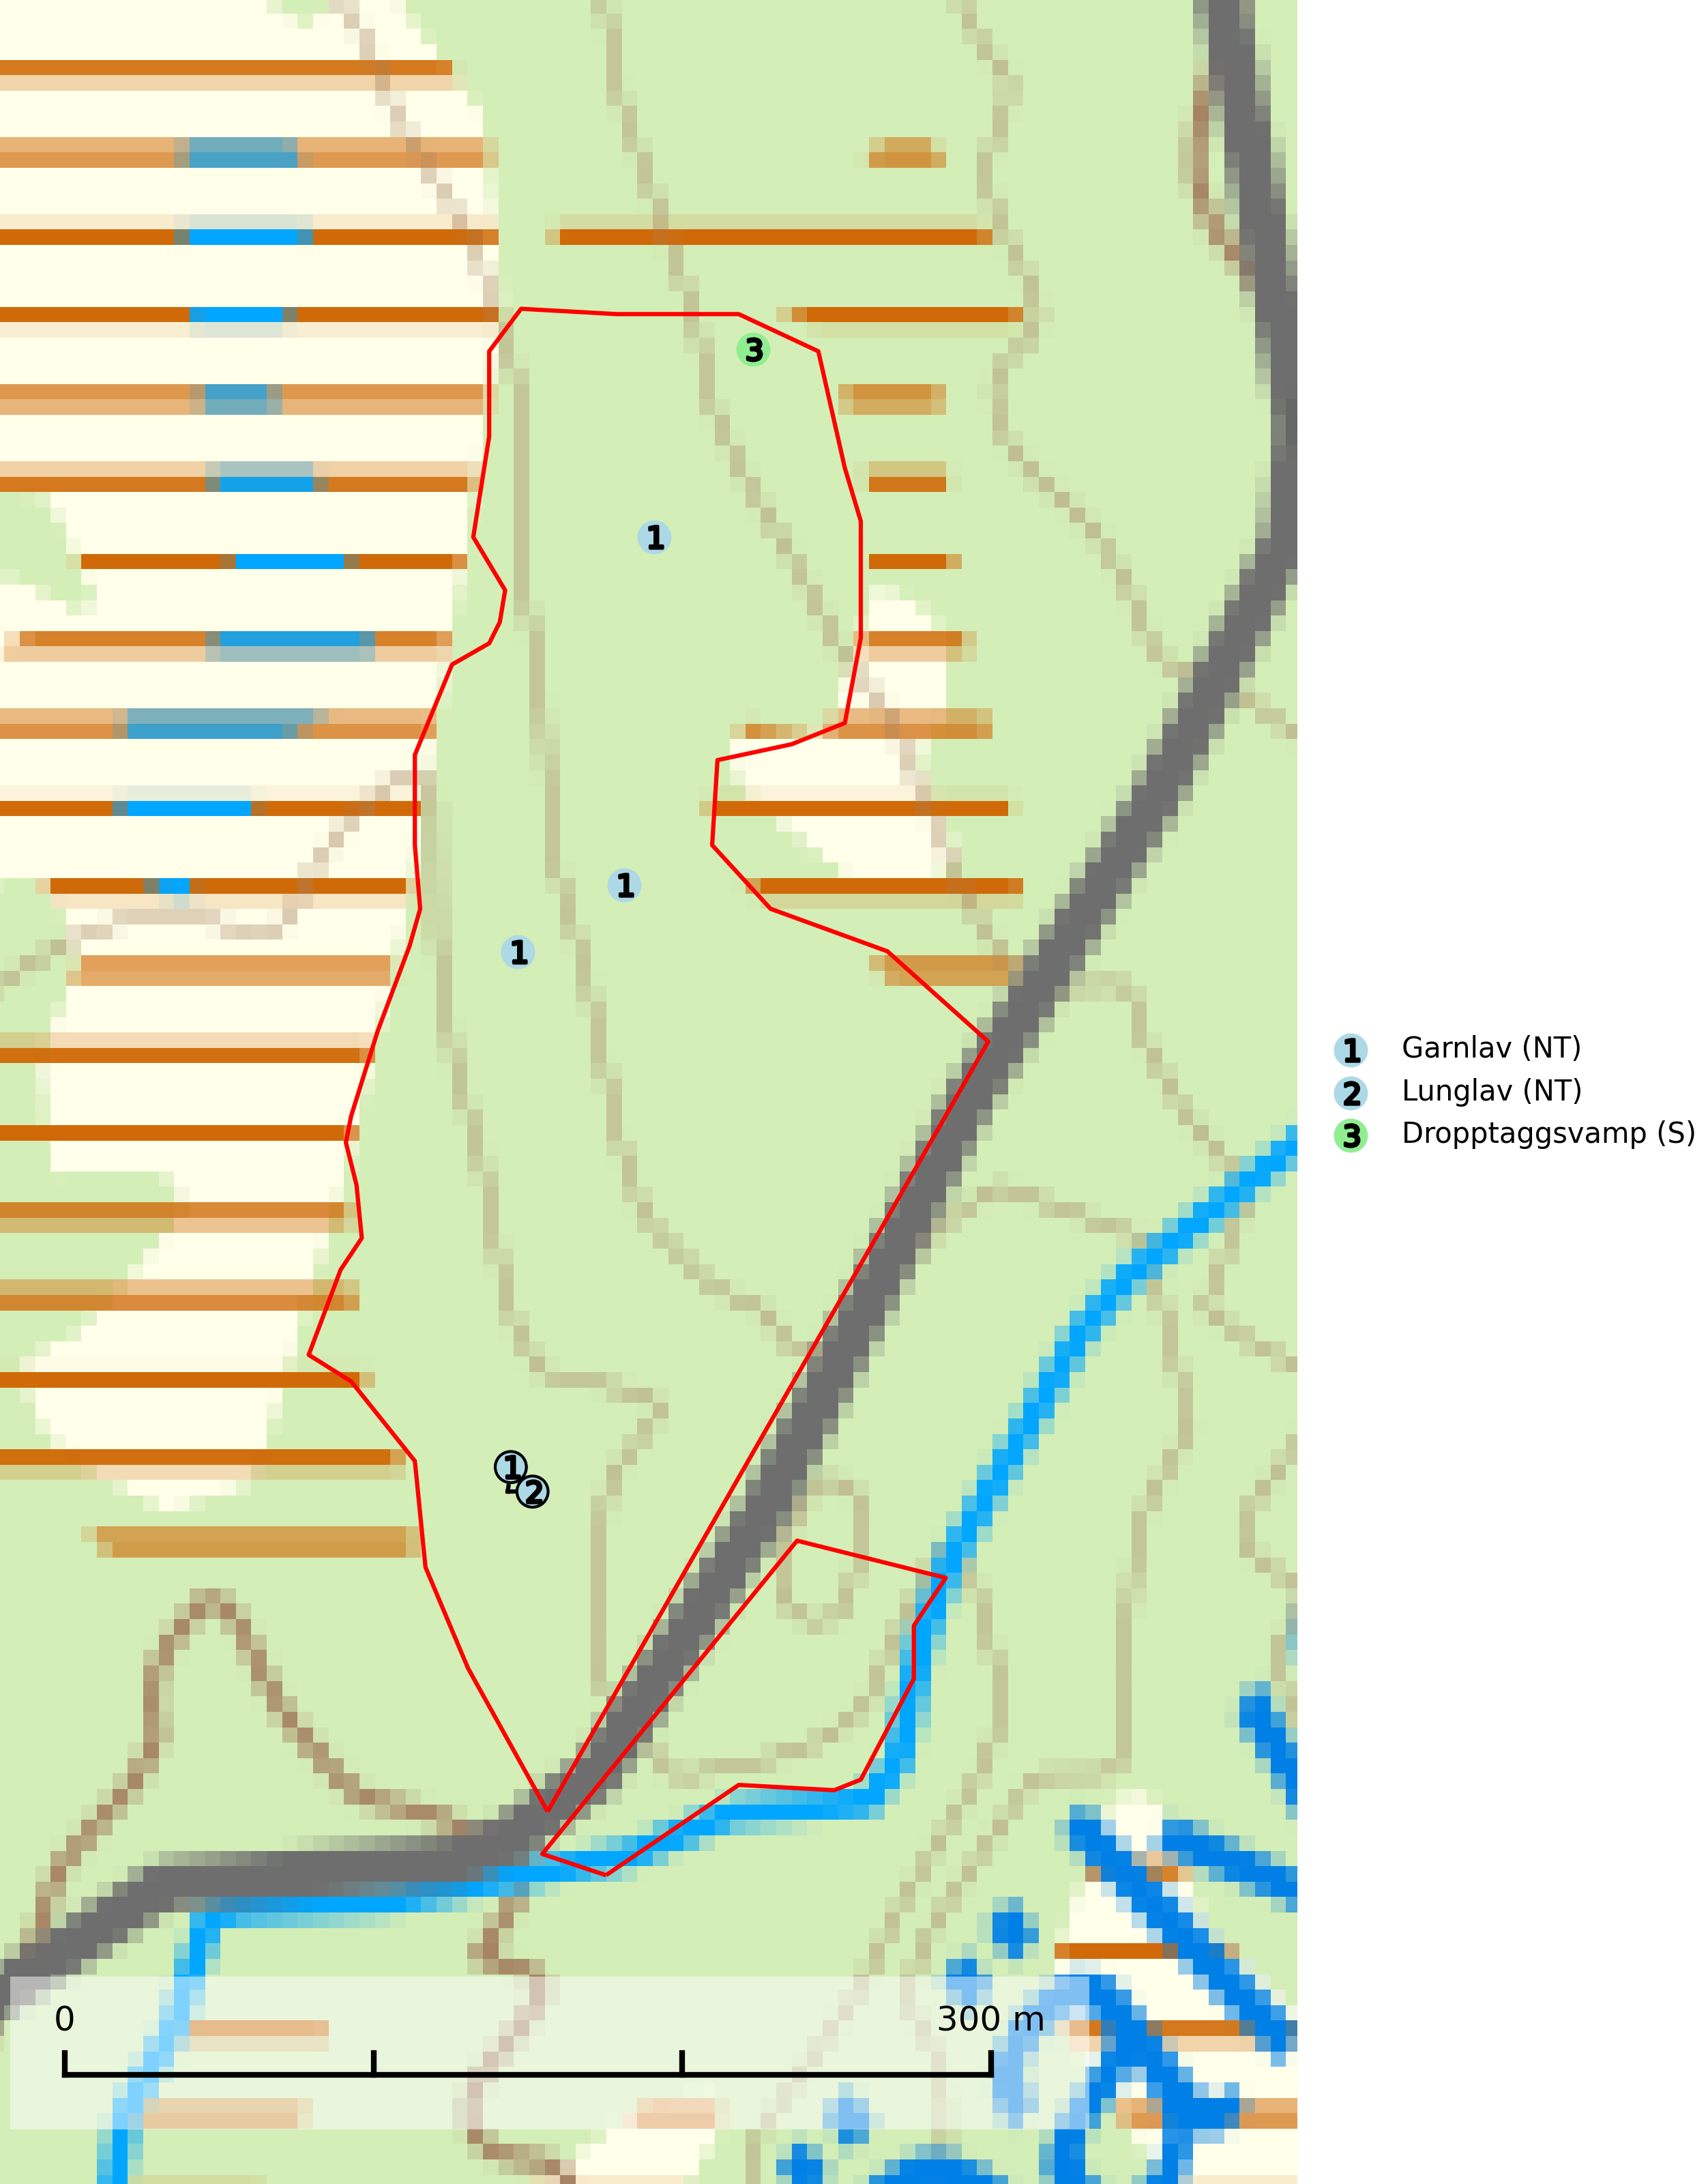 3
1
1
1
1
2
1 Garnlav (NT)
2 Lunglav (NT)
3 Dropptaggsvamp (S)
0 300 m